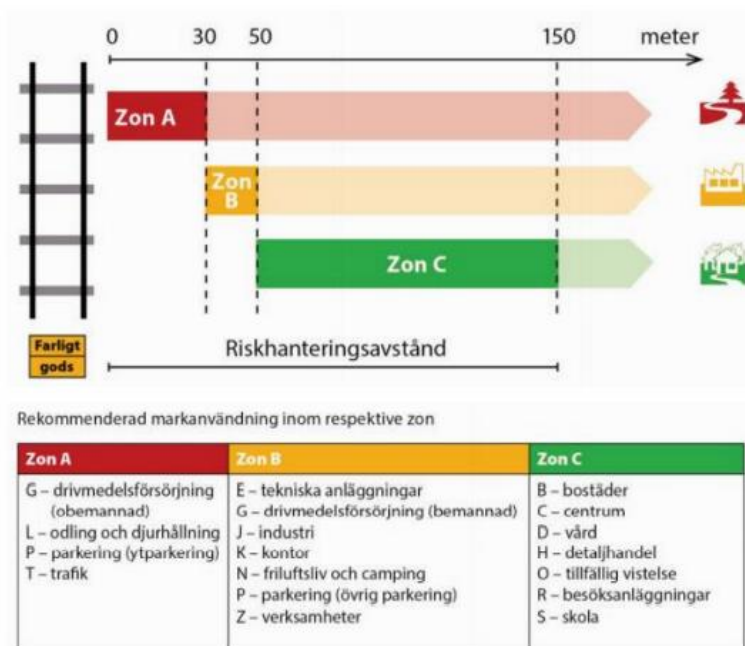 0 30 50 150 meter
Zon A
Zon
B
Zon C
Farligt
gods
Riskhanteringsavstånd
Rekommenderad markanvändning inom respektive zon
Zon A
G – drivmedelsförsörjning
(obemannad)
L – odling och djurhållning
P – parkering (ytparkering)
T – trafik
Zon B
E – tekniska anläggningar
G – drivmedelsförsörjning (bemannad)
J – industri
K – kontor
N – friluftsliv och camping
P – parkering (övrig parkering)
Z – verksamheter
Zon C
B – bostäder
C – centrum
D – vård
H – detaljhandel
O – tillfällig vistelse
R – besöksanläggningar
S – skola